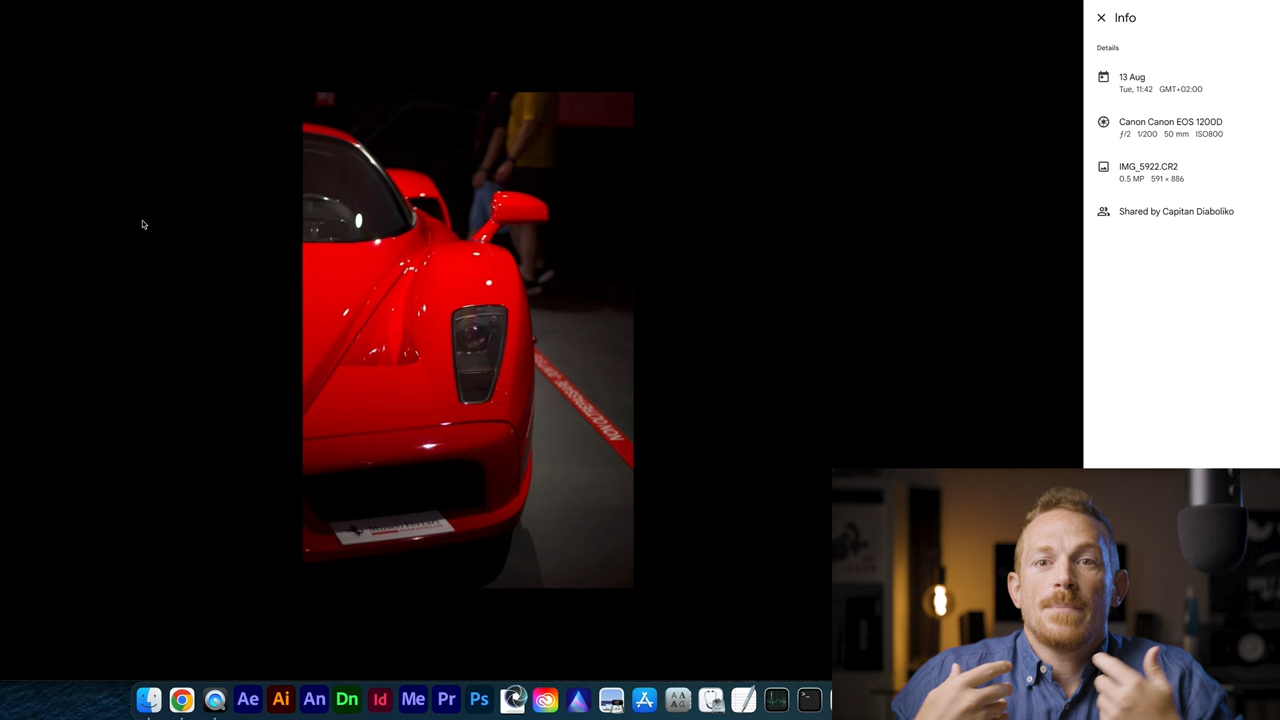 Info
Details
13 Aug
Tue, 11:42 GMT+02:00
Canon Canon EOS 1200D
ƒ/2 1/200 50 mm ISO800
IMG_5922.CR2
0.5 MP 591 × 886
Shared by Capitan Diaboliko
NON OLTREPASSARE
Ae
Ai
An
Dn
Id
Me
Pr
Ps